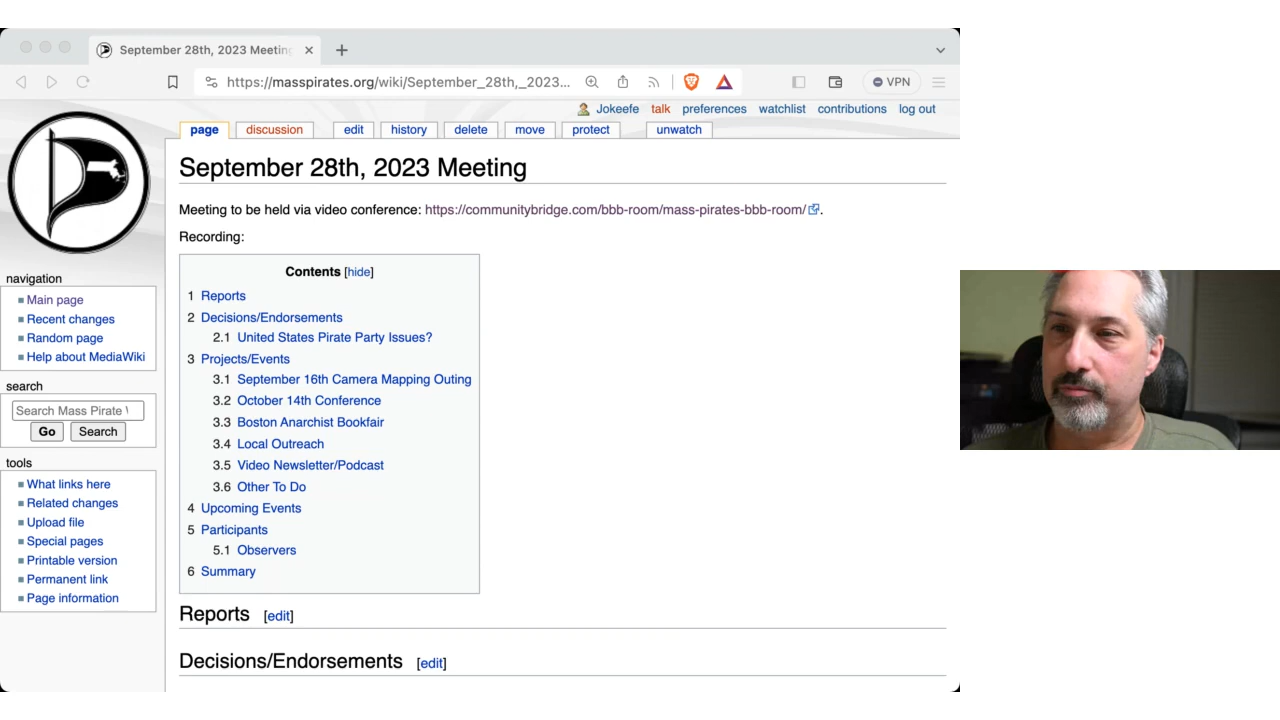 September 28th, 2023 Meetin
https://masspirates.org/wiki/September_28th,_2023...
VPN
Jokeefe talk preferences watchlist contributions log out
page discussion edit history delete move protect unwatch
September 28th, 2023 Meeting
Meeting to be held via video conference: https://communitybridge.com/bbb-room/mass-pirates-bbb-room/.
Recording:
Contents [hide]
1 Reports
2 Decisions/Endorsements
2.1 United States Pirate Party Issues?
3 Projects/Events
3.1 September 16th Camera Mapping Outing
3.2 October 14th Conference
3.3 Boston Anarchist Bookfair
3.4 Local Outreach
3.5 Video Newsletter/Podcast
3.6 Other To Do
4 Upcoming Events
5 Participants
5.1 Observers
6 Summary
Reports [edit]
Decisions/Endorsements [edit]
navigation
Main page
Recent changes
Random page
Help about MediaWiki
search
Search Mass Pirate
Go Search
tools
What links here
Related changes
Upload file
Special pages
Printable version
Permanent link
Page information